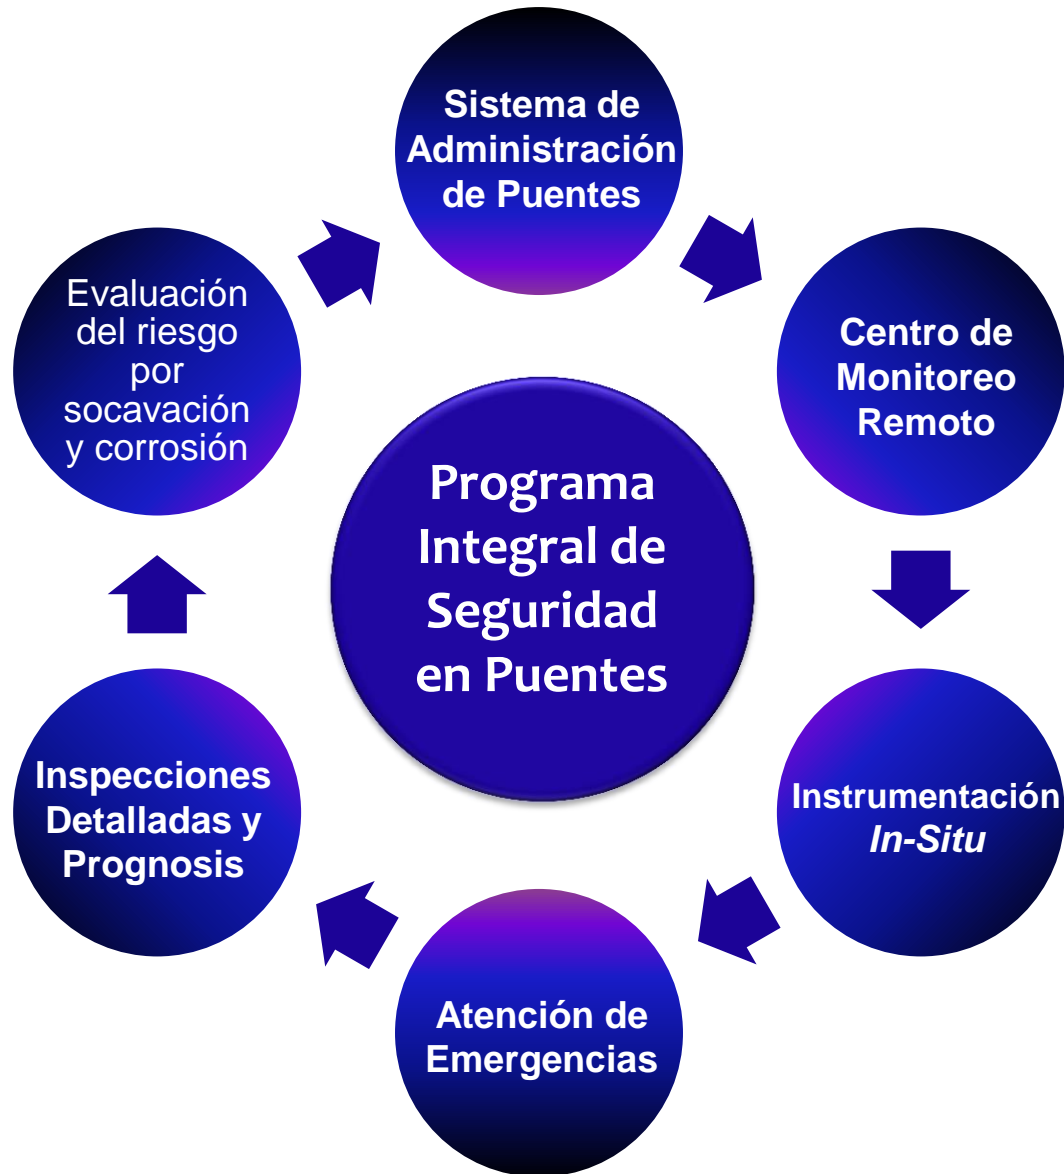 Sistema de
Administración
de Puentes
Centro de
Monitoreo
Remoto
Instrumentación
In-Situ
Atención de
Emergencias
Inspecciones
Detalladas y
Prognosis
Evaluación
del riesgo
por
socavación
y corrosión
Programa
Integral de
Seguridad
en Puentes